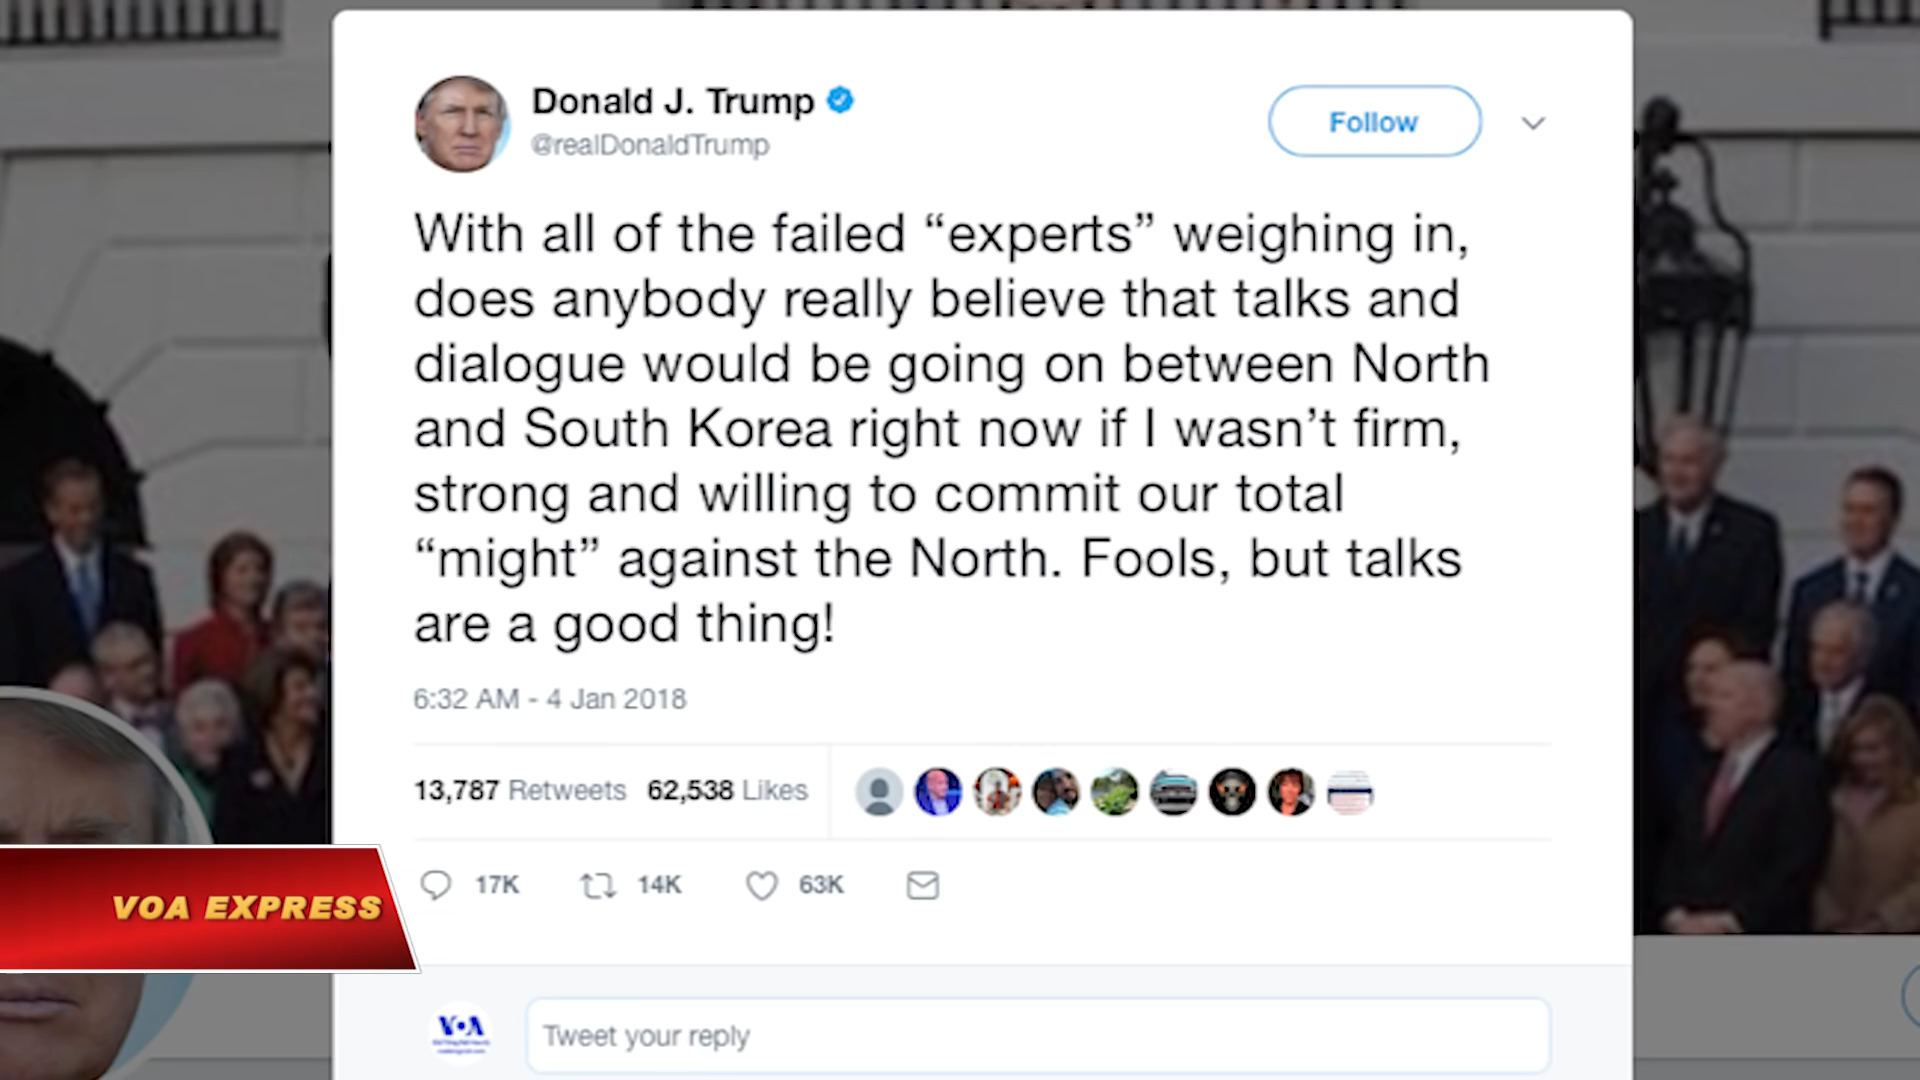 Donald J. Trump
@realDonaldTrump
Follow
With all of the failed “experts” weighing in,
does anybody really believe that talks and
dialogue would be going on between North
and South Korea right now if I wasn’t firm,
strong and willing to commit our total
“might” against the North. Fools, but talks
are a good thing!
6:32 AM - 4 Jan 2018
13,787 Retweets 62,538 Likes
17K 14K 63K
VOA EXPRESS
VOA
Tweet your reply